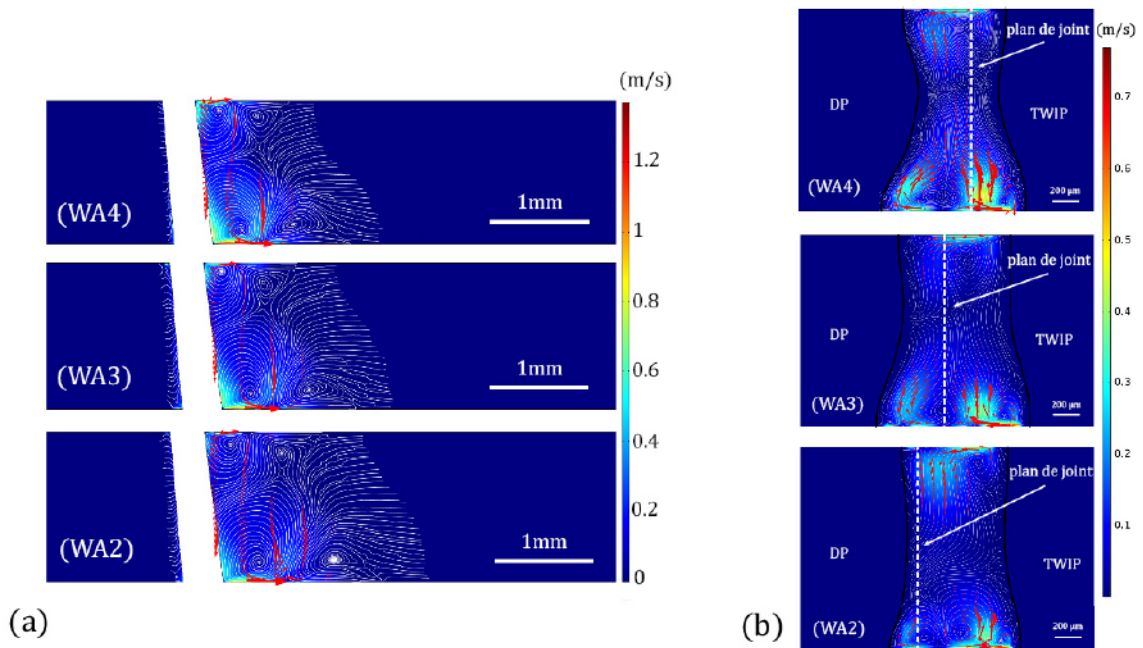 (m/s)
1.2
1
0.8
0.6
0.4
0.2
0
(WA4)
1mm
(WA3)
1mm
(WA2)
1mm
(a)
plan de joint
(m/s)
0.7
0.6
0.5
0.4
0.3
0.2
0.1
DP
TWIP
(WA4)
200 µm
plan de joint
DP
TWIP
(WA3)
200 µm
plan de joint
DP
TWIP
(WA2)
200 µm
(b)